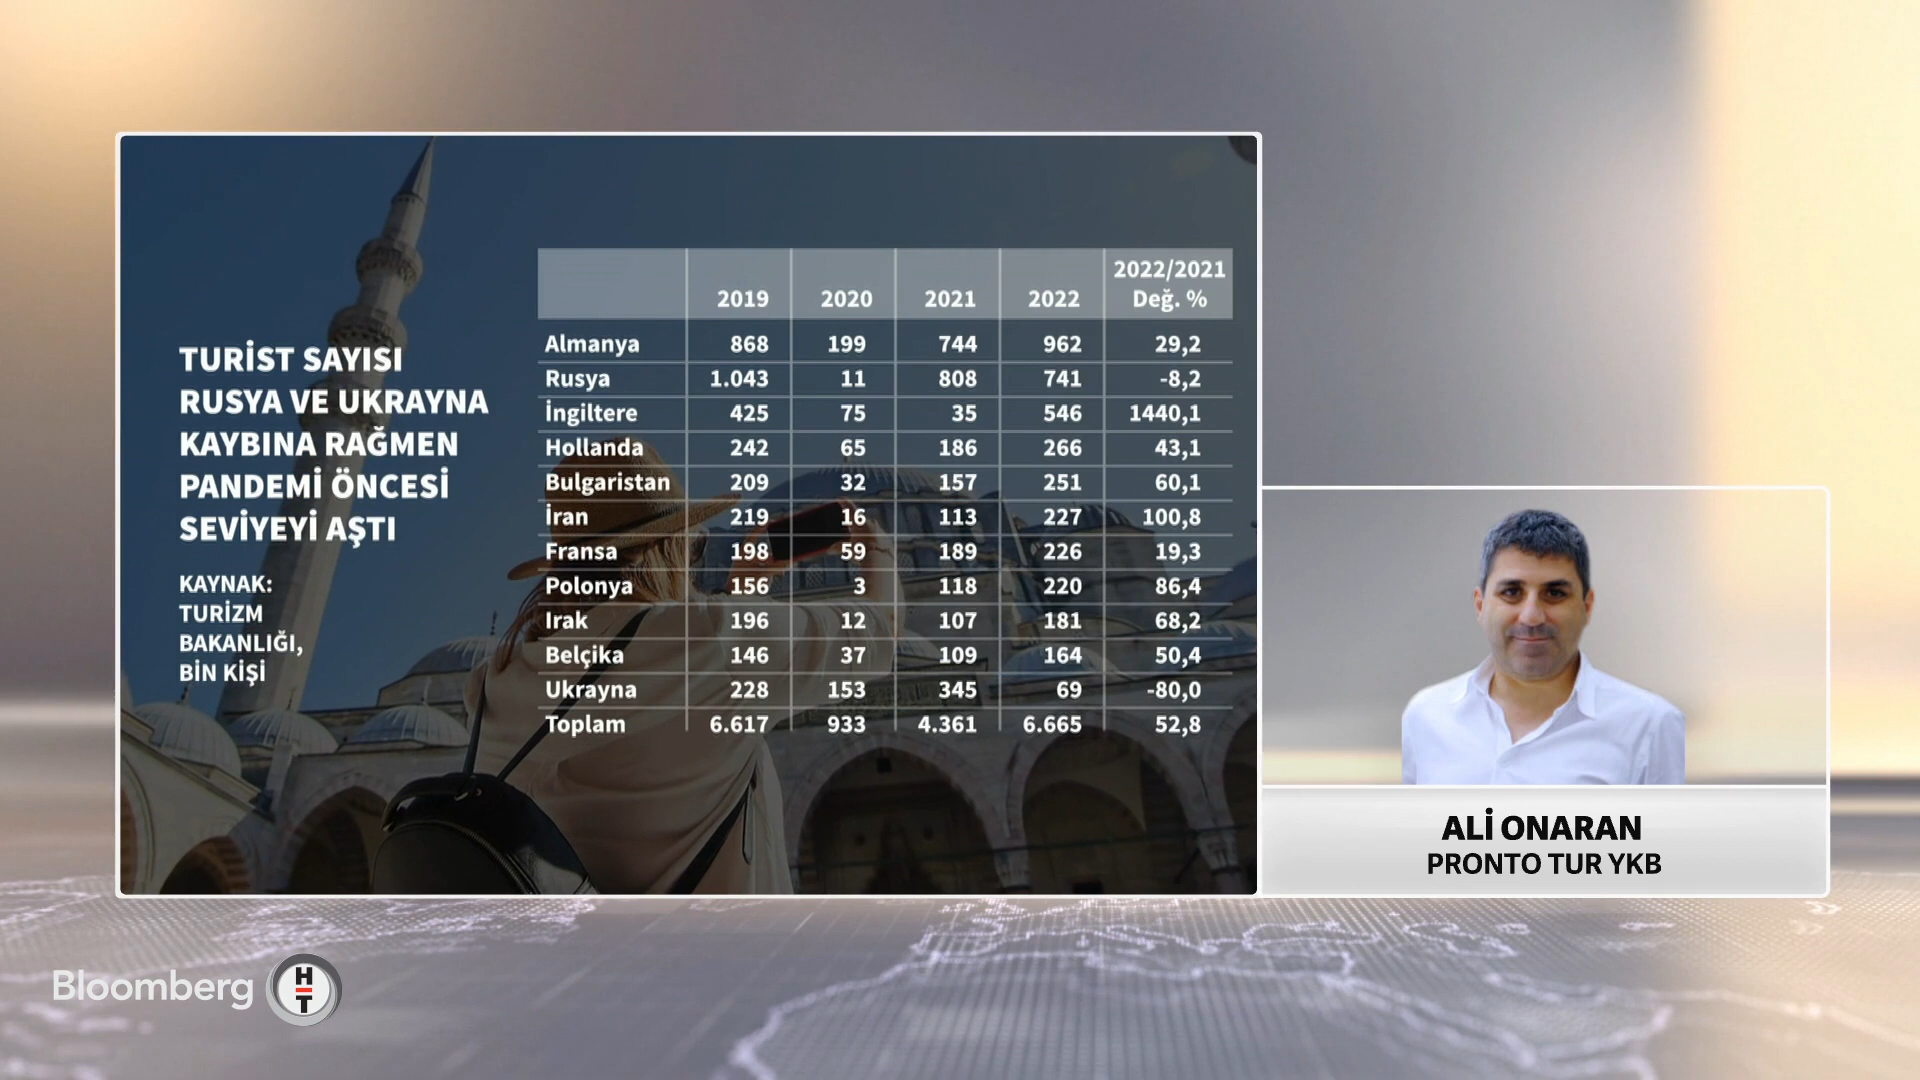 TURİST SAYISI
RUSYA VE UKRAYNA
KAYBINA RAĞMEN
PANDEMİ ÖNCESİ
SEVİYEYİ AŞTI
KAYNAK:
TURİZM
BAKANLIĞI,
BİN KİŞİ
2019 2020 2021 2022 2022/2021 Değ. %
Almanya 868 199 744 962 29,2
Rusya 1.043 11 808 741 -8,2
İngiltere 425 75 35 546 1440,1
Hollanda 242 65 186 266 43,1
Bulgaristan 209 32 157 251 60,1
İran 219 16 113 227 100,8
Fransa 198 59 189 226 19,3
Polonya 156 3 118 220 86,4
Irak 196 12 107 181 68,2
Belçika 146 37 109 164 50,4
Ukrayna 228 153 345 69 -80,0
Toplam 6.617 933 4.361 6.665 52,8
ALİ ONARAN
PRONTO TUR YKB
Bloomberg HT